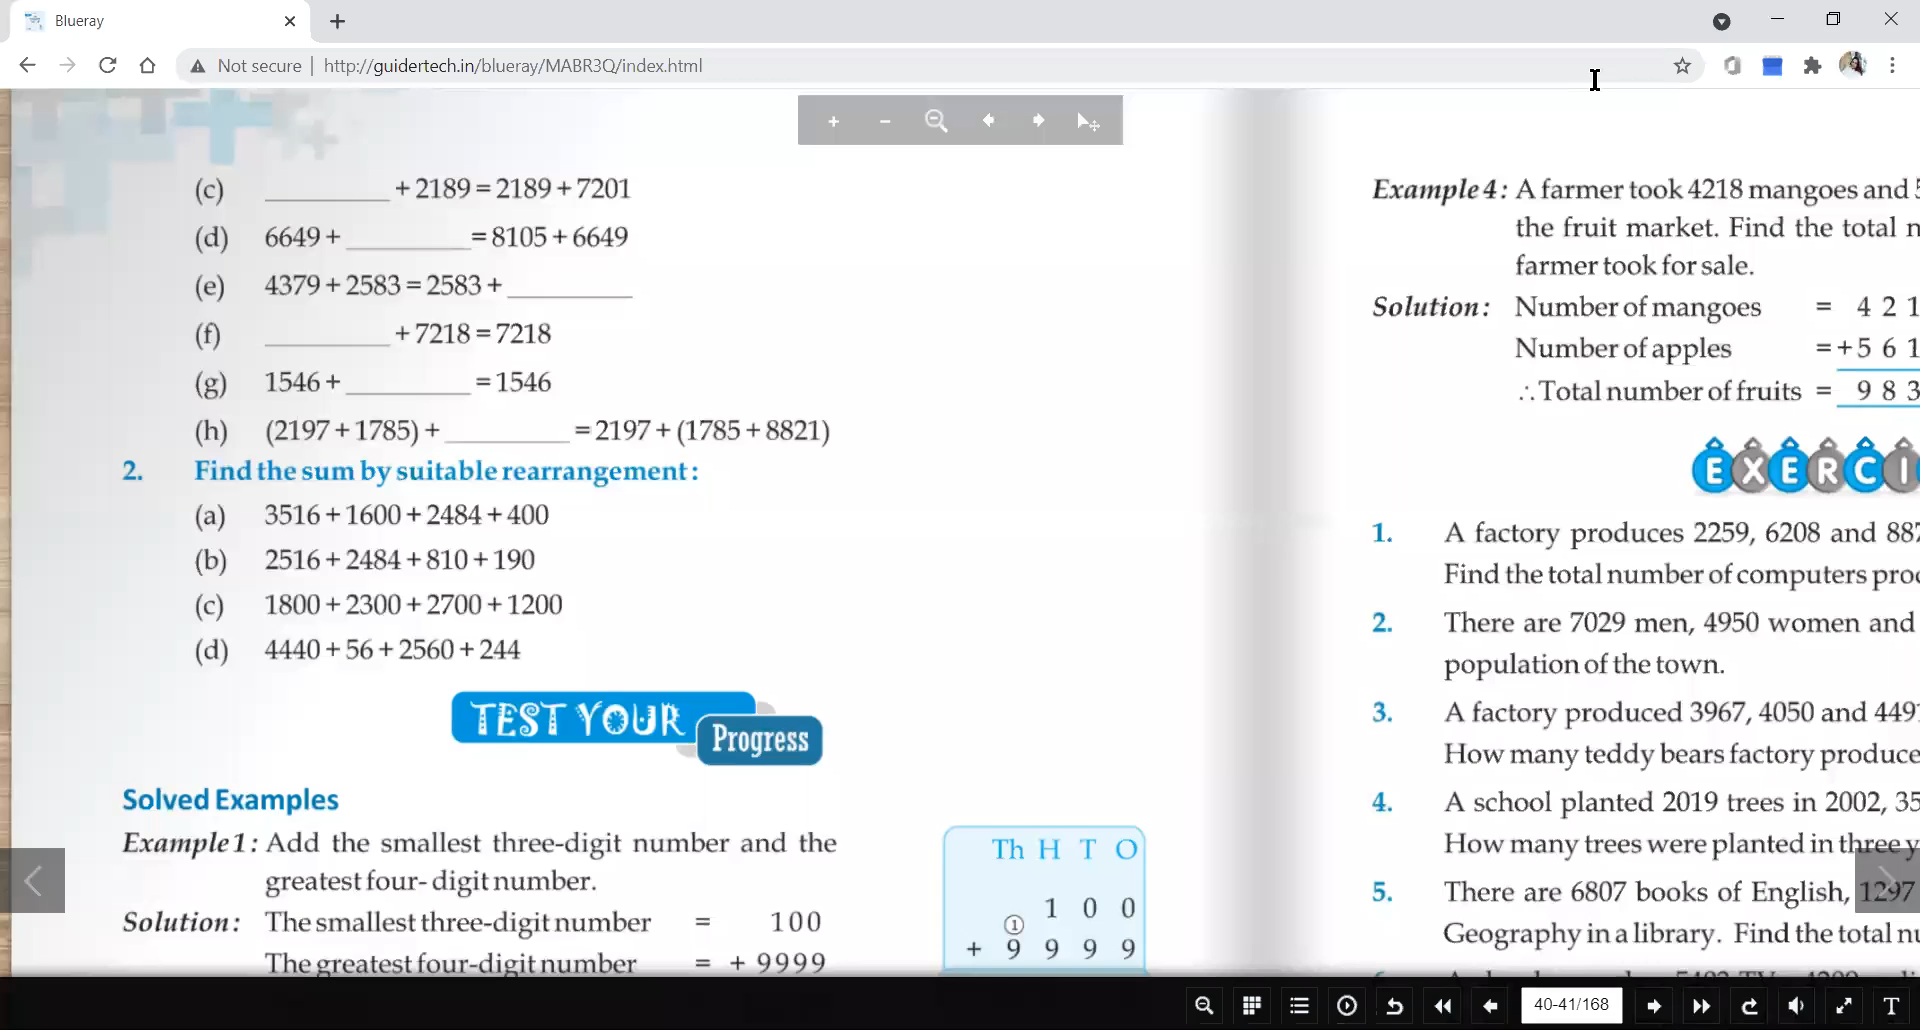 Blueray
Not secure | http://guidertech.in/blueray/MABR3Q/index.html
(c) ________ + 2189 = 2189 + 7201
(d) 6649 + ________ = 8105 + 6649
(e) 4379 + 2583 = 2583 + ________
(f) ________ + 7218 = 7218
(g) 1546 + ________ = 1546
(h) (2197 + 1785) + ________ = 2197 + (1785 + 8821)
2. Find the sum by suitable rearrangement :
(a) 3516 + 1600 + 2484 + 400
(b) 2516 + 2484 + 810 + 190
(c) 1800 + 2300 + 2700 + 1200
(d) 4440 + 56 + 2560 + 244
TEST YOUR
Progress
Solved Examples
Example 1 : Add the smallest three-digit number and the
greatest four- digit number.
Solution : The smallest three-digit number = 100
The greatest four-digit number = + 9999
Th H T O
1 0 0
1
+ 9 9 9 9
Example 4 : A farmer took 4218 mangoes and
the fruit market. Find the total
farmer took for sale.
Solution : Number of mangoes = 4 2 1
Number of apples = + 5 6 1
∴ Total number of fruits = 9 8 3
EXERCI
1. A factory produces 2259, 6208 and 887
Find the total number of computers
2. There are 7029 men, 4950 women and
population of the town.
3. A factory produced 3967, 4050 and 449
How many teddy bears factory produce
4. A school planted 2019 trees in 2002, 35
How many trees were planted in three y
5. There are 6807 books of English, 1297
Geography in a library. Find the total
40-41/168
T